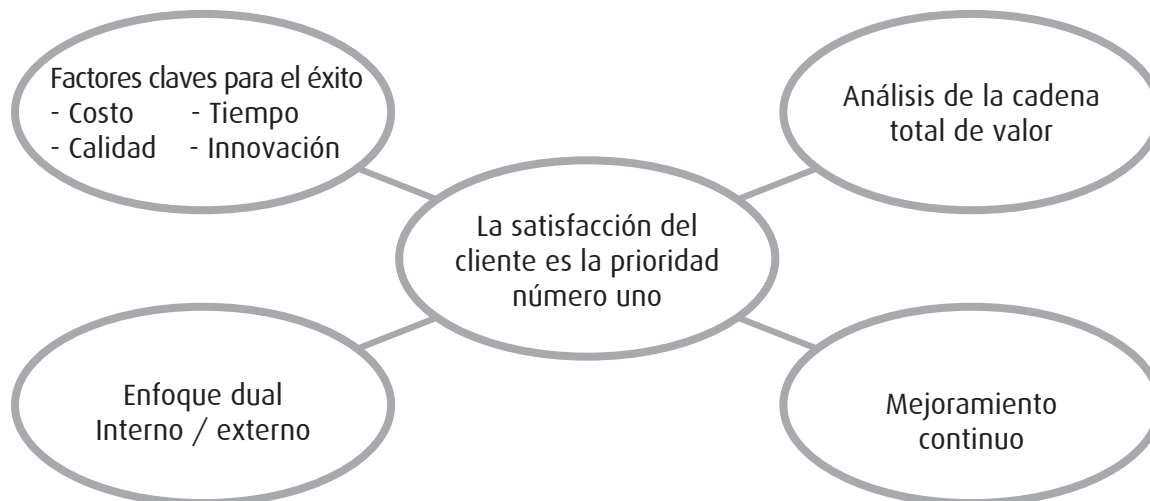 Factores claves para el éxito
- Costo - Tiempo
- Calidad - Innovación
Análisis de la cadena
total de valor
La satisfacción del
cliente es la prioridad
número uno
Enfoque dual
Interno / externo
Mejoramiento
continuo